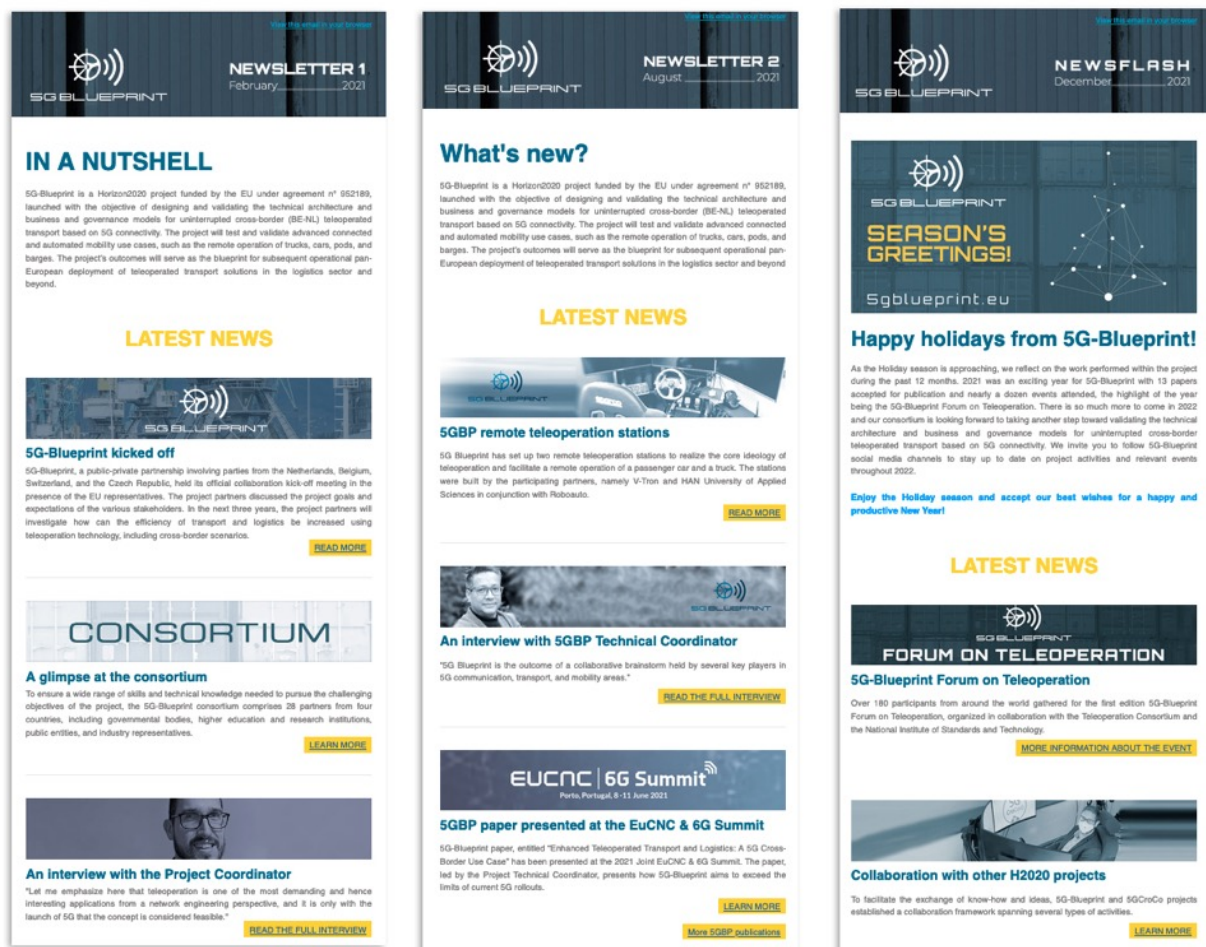 View this email in your browser
5G BLUEPRINT
NEWSLETTER 1
February 2021
IN A NUTSHELL
5G-Blueprint is a Horizon2020 project funded by the EU under agreement n° 952189,
launched with the objective of designing and validating the technical architecture and
business and governance models for uninterrupted cross-border (BE-NL) teleoperated
transport based on 5G connectivity. The project will test and validate advanced connected
and automated mobility use cases, such as the remote operation of trucks, cars, pods, and
barges. The project's outcomes will serve as the blueprint for subsequent operational pan-
European deployment of teleoperated transport solutions in the logistics sector and
beyond.
LATEST NEWS
5G BLUEPRINT
5G-Blueprint kicked off
5G-Blueprint, a public-private partnership involving parties from the Netherlands, Belgium,
Switzerland, and the Czech Republic, held its official collaboration kick-off meeting in the
presence of the EU representatives. The project partners discussed the project goals and
expectations of the various stakeholders. In the next three years, the project partners will
investigate how can the efficiency of transport and logistics be increased using
teleoperation technology, including cross-border scenarios.
READ MORE
CONSORTIUM
A glimpse at the consortium
To ensure a wide range of skills and technical knowledge needed to pursue the challenging
objectives of the project, the 5G-Blueprint consortium comprises 28 partners from four
countries, including governmental bodies, higher education and research institutions,
public entities, and industry representatives.
LEARN MORE
An interview with the Project Coordinator
"Let me emphasize here that teleoperation is one of the most demanding and hence
interesting applications from a network engineering perspective, and it is only with the
launch of 5G that the concept is considered feasible."
READ THE FULL INTERVIEW
View this email in your browser
5G BLUEPRINT
NEWSLETTER 2
August 2021
What's new?
5G-Blueprint is a Horizon2020 project funded by the EU under agreement n° 952189,
launched with the objective of designing and validating the technical architecture and
business and governance models for uninterrupted cross-border (BE-NL) teleoperated
transport based on 5G connectivity. The project will test and validate advanced connected
and automated mobility use cases, such as the remote operation of trucks, cars, pods, and
barges. The project's outcomes will serve as the blueprint for subsequent operational pan-
European deployment of teleoperated transport solutions in the logistics sector and beyond
LATEST NEWS
5G BLUEPRINT
5GBP remote teleoperation stations
5G Blueprint has set up two remote teleoperation stations to realize the core ideology of
teleoperation and facilitate a remote operation of a passenger car and a truck. The stations
were built by the participating partners, namely V-Tron and HAN University of Applied
Sciences in conjunction with Roboauto.
READ MORE
5G BLUEPRINT
An interview with 5GBP Technical Coordinator
"5G Blueprint is the outcome of a collaborative brainstorm held by several key players in
5G communication, transport, and mobility areas."
READ THE FULL INTERVIEW
EUCNC | 6G Summit
Porto, Portugal, 8 -11 June 2021
5GBP paper presented at the EuCNC & 6G Summit
5G-Blueprint paper, entitled "Enhanced Teleoperated Transport and Logistics: A 5G Cross-
Border Use Case" has been presented at the 2021 Joint EuCNC & 6G Summit. The paper,
led by the Project Technical Coordinator, presents how 5G-Blueprint aims to exceed the
limits of current 5G rollouts.
LEARN MORE
More 5GBP publications
View this email in your browser
5G BLUEPRINT
NEWSFLASH
December 2021
5G BLUEPRINT
SEASON'S
GREETINGS!
5gblueprint.eu
Happy holidays from 5G-Blueprint!
As the Holiday season is approaching, we reflect on the work performed within the project
during the past 12 months. 2021 was an exciting year for 5G-Blueprint with 13 papers
accepted for publication and nearly a dozen events attended, the highlight of the year
being the 5G-Blueprint Forum on Teleoperation. There is so much more to come in 2022
and our consortium is looking forward to taking another step toward validating the technical
architecture and business and governance models for uninterrupted cross-border
teleoperated transport based on 5G connectivity. We invite you to follow 5G-Blueprint
social media channels to stay up to date on project activities and relevant events
throughout 2022.
Enjoy the Holiday season and accept our best wishes for a happy and
productive New Year!
LATEST NEWS
5G BLUEPRINT
FORUM ON TELEOPERATION
5G-Blueprint Forum on Teleoperation
Over 180 participants from around the world gathered for the first edition 5G-Blueprint
Forum on Teleoperation, organized in collaboration with the Teleoperation Consortium and
the National Institute of Standards and Technology.
MORE INFORMATION ABOUT THE EVENT
Collaboration with other H2020 projects
To facilitate the exchange of know-how and ideas, 5G-Blueprint and 5GCroCo projects
established a collaboration framework spanning several types of activities.
LEARN MORE